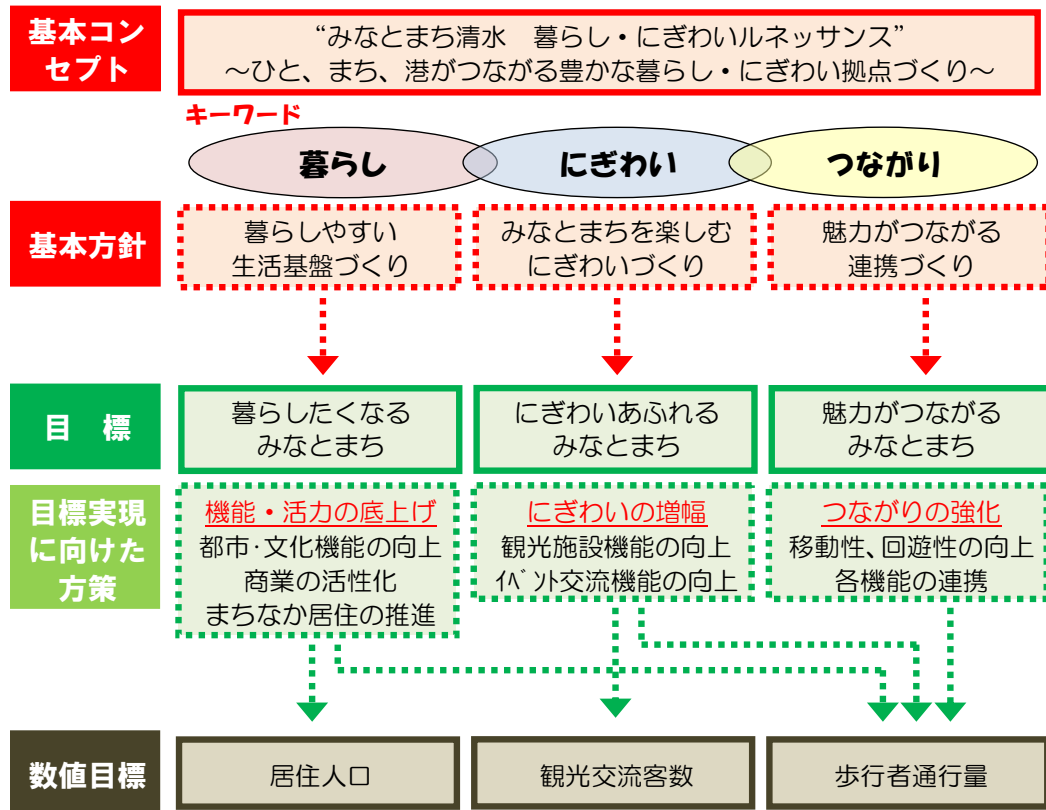 基本コン
セプト
“みなとまち清水　暮らし・にぎわいルネッサンス”
～ひと、まち、港がつながる豊かな暮らし・にぎわい拠点づくり～
キーワード
暮らし
にぎわい
つながり
基本方針
暮らしやすい
生活基盤づくり
みなとまちを楽しむ
にぎわいづくり
魅力がつながる
連携づくり
目　標
暮らしたくなる
みなとまち
にぎわいあふれる
みなとまち
魅力がつながる
みなとまち
目標実現
に向けた
方策
機能・活力の底上げ
都市・文化機能の向上
商業の活性化
まちなか居住の推進
にぎわいの増幅
観光施設機能の向上
ｲﾍﾞﾝﾄ交流機能の向上
つながりの強化
移動性、回遊性の向上
各機能の連携
数値目標
居住人口
観光交流客数
歩行者通行量